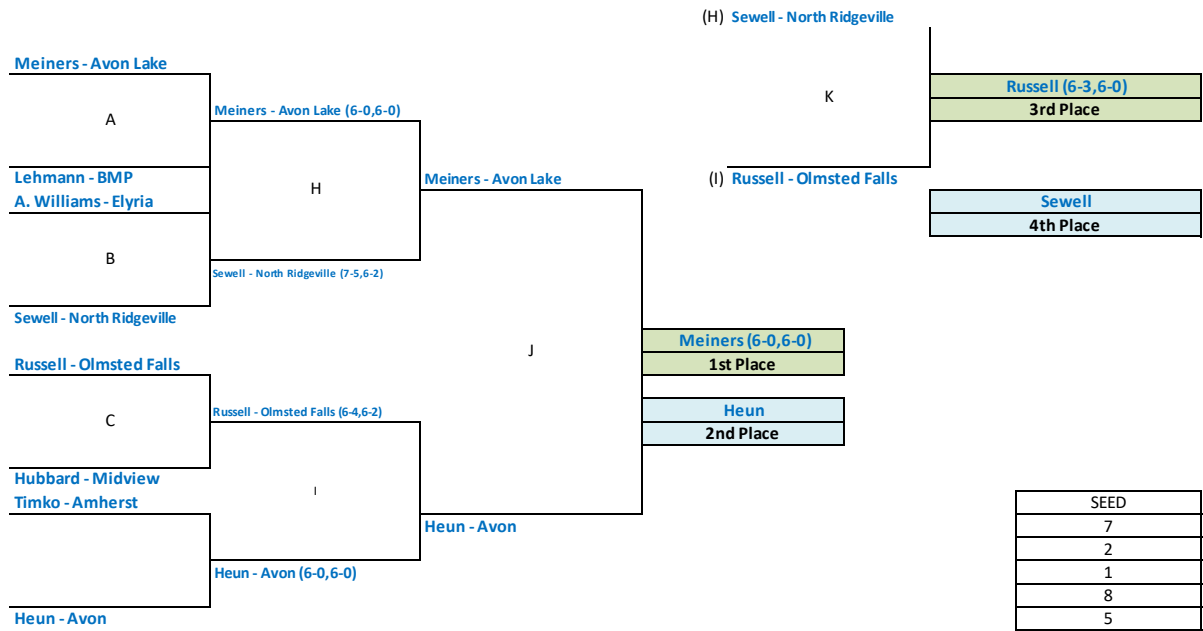 (H) Sewell - North Ridgeville
Meiners - Avon Lake
Russell (6-3,6-0)
K
Meiners - Avon Lake (6-0,6-0)
3rd Place
A
Lehmann - BMP
Meiners - Avon Lake
(I) Russell - Olmsted Falls
H
A. Williams - Elyria
Sewell
4th Place
B
Sewell - North Ridgeville (7-5,6-2)
Sewell - North Ridgeville
Meiners (6-0,6-0)
J
Russell - Olmsted Falls
1st Place
Russell - Olmsted Falls (6-4,6-2)
Heun
C
2nd Place
Hubbard - Midview
I
Timko - Amherst
SEED
Heun - Avon
7
2
Heun - Avon (6-0,6-0)
1
8
Heun - Avon
5